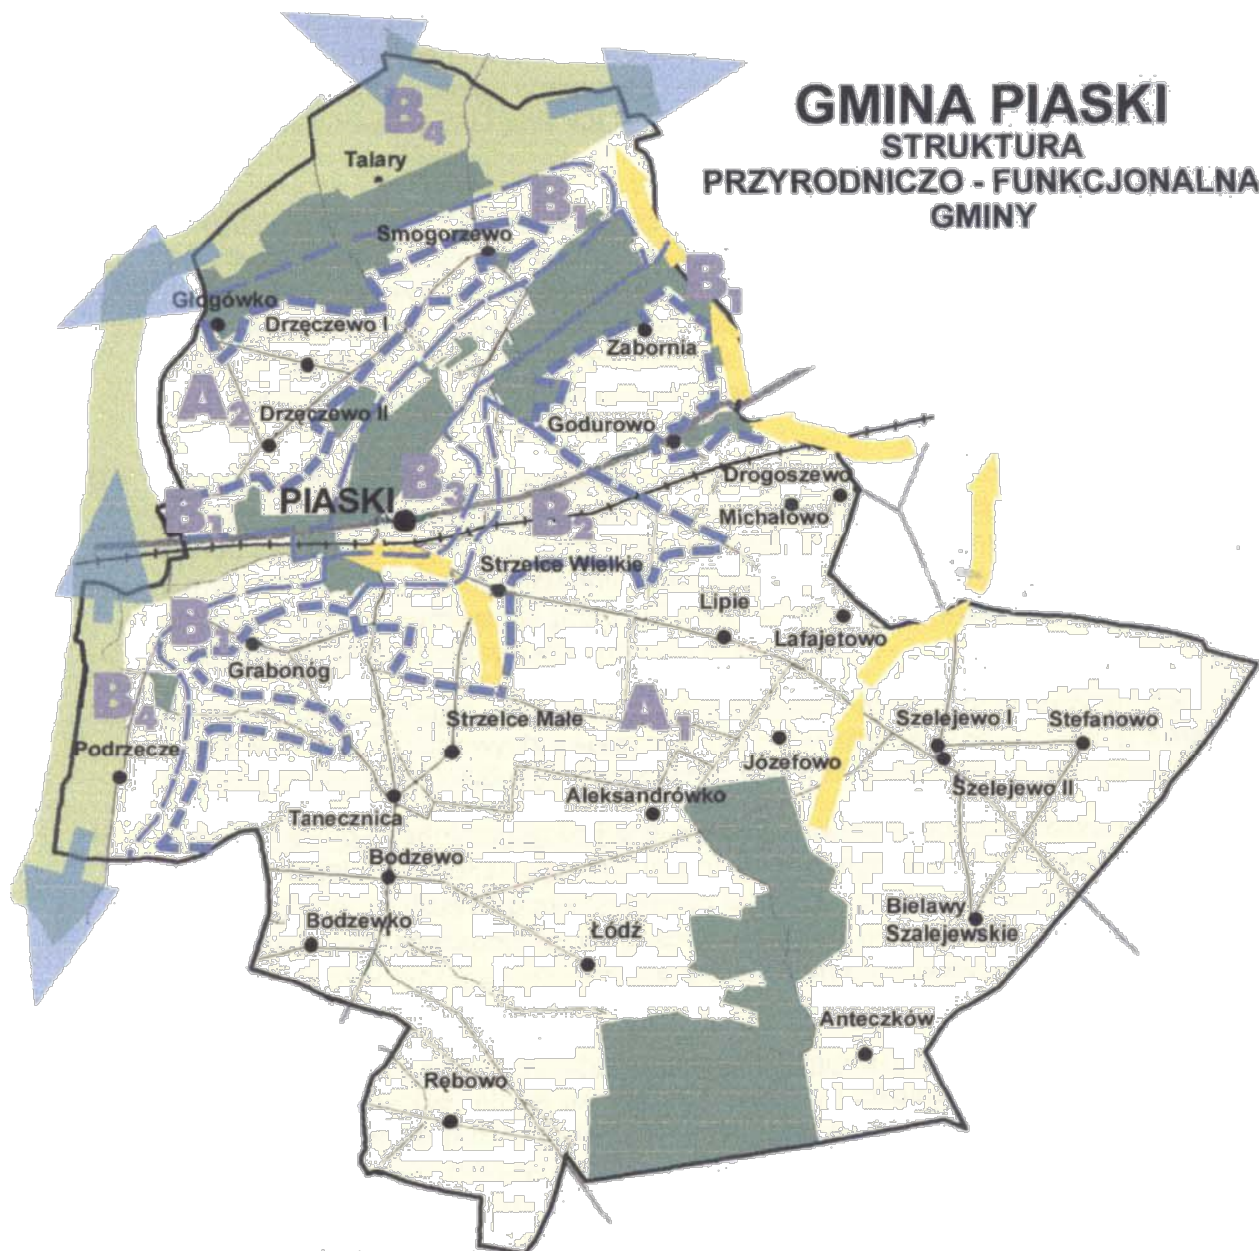 GMINA PIASKI
STRUKTURA
PRZYRODNICZO - FUNKCJONALNA
GMINY
B4
Talary
B1
Smogorzewo
B1
Głogówko
Drzęczewo I
Zabornia
A2
Drzęczewo II
Godurowo
B3
Drogoszewo
PIASKI
B1
B2
Michałowo
Strzelce Wielkie
Lipie
B1
Lafajetowo
Grabonóg
B4
A1
Strzelce Małe
Szelejewo I
Stefanowo
Podrzecze
Józefowo
Szelejewo II
Aleksandrówko
Tanecznica
Bodzewo
Bielawy
Szalejewskie
Bodzewko
Łódź
Anteczków
Rębowo